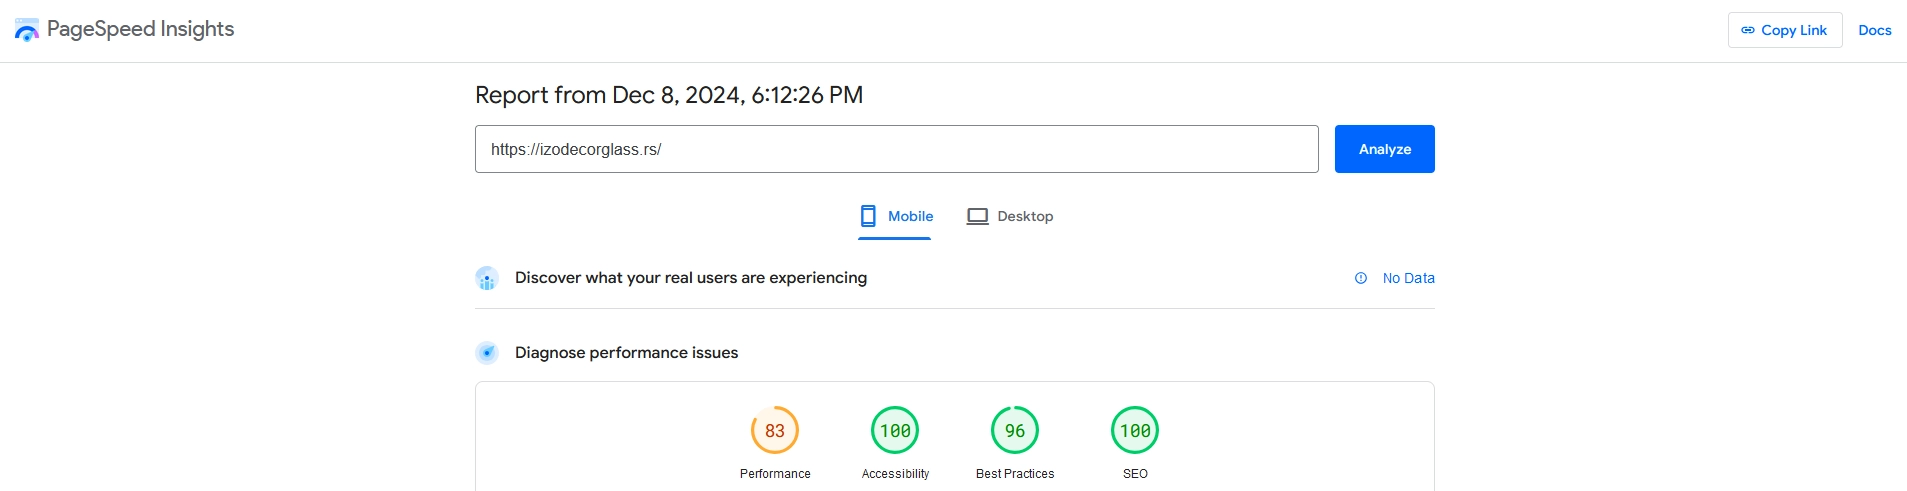 PageSpeed Insights
Copy Link
Docs
Report from Dec 8, 2024, 6:12:26 PM
https://izodecorglass.rs/
Analyze
Mobile
Desktop
Discover what your real users are experiencing
No Data
Diagnose performance issues
83
100
96
100
Performance
Accessibility
Best Practices
SEO